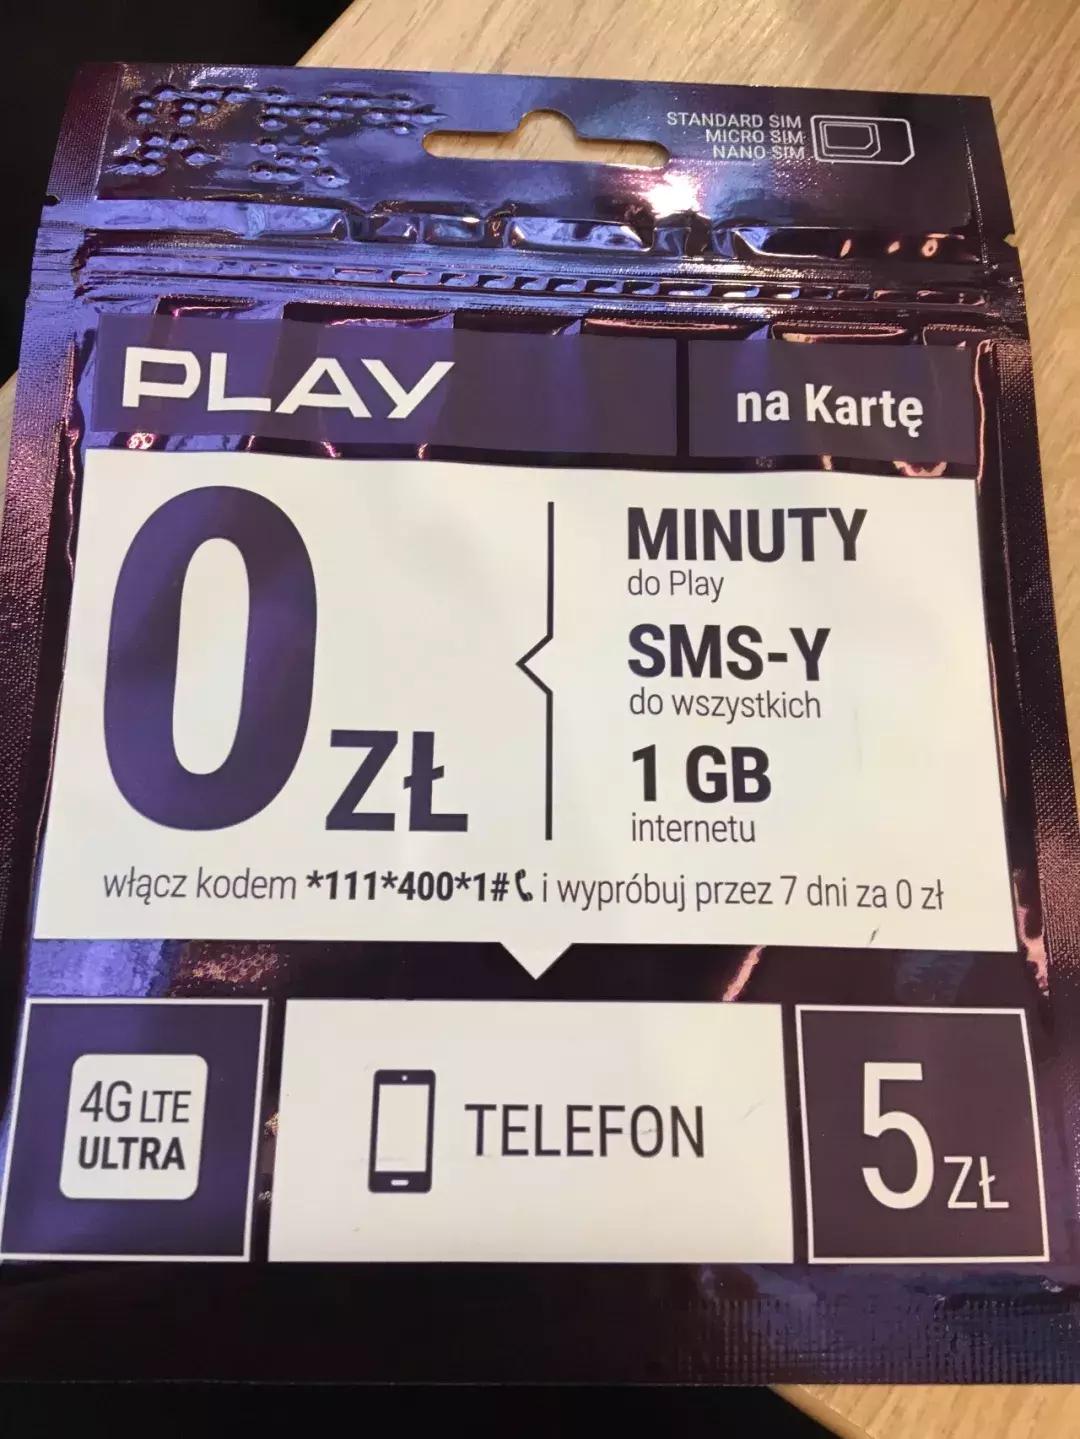 STANDARD SIM
MICRO SIM
NANO SIM
PLAY
na Kartę
0 ZŁ
MINUTY
do Play
SMS-Y
do wszystkich
1 GB
internetu
włącz kodem *111*400*1# i wypróbuj przez 7 dni za 0 zł
4G LTE
ULTRA
TELEFON
5 ZŁ